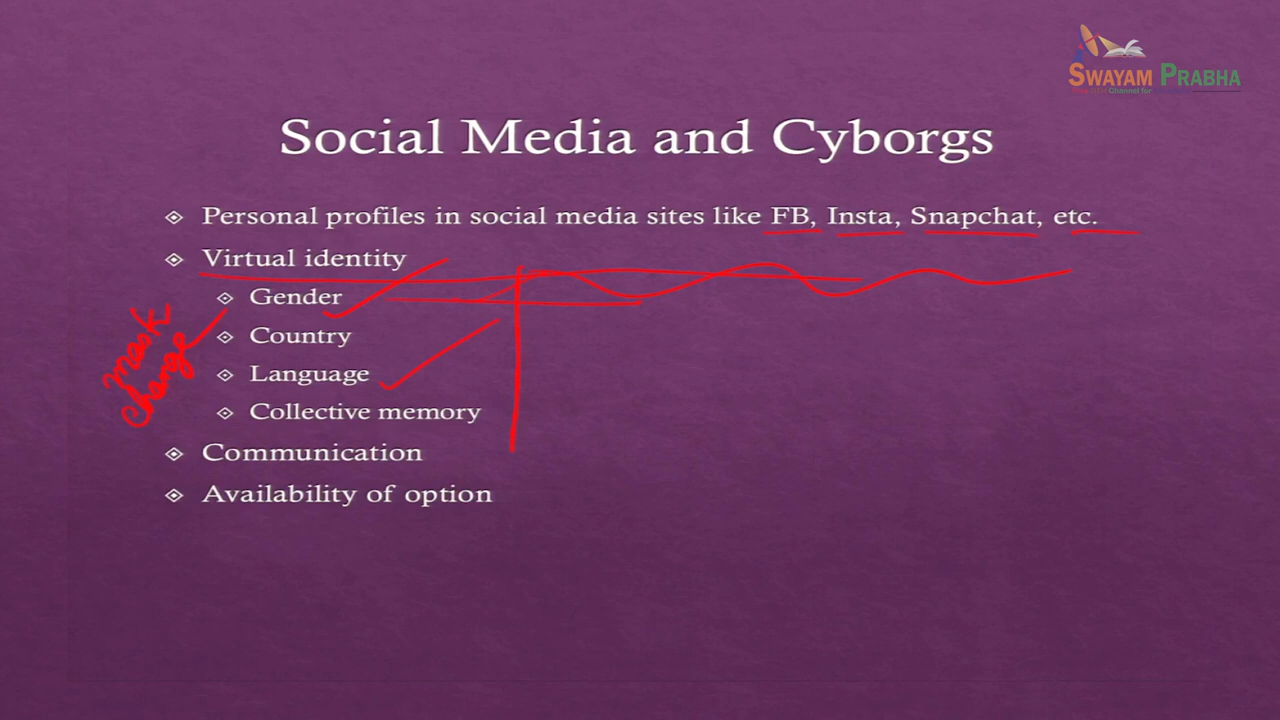 SWAYAM PRABHA
Social Media and Cyborgs
Personal profiles in social media sites like FB, Insta, Snapchat, etc.
Virtual identity
Gender
Country
Language
Collective memory
Communication
Availability of option
mask
change